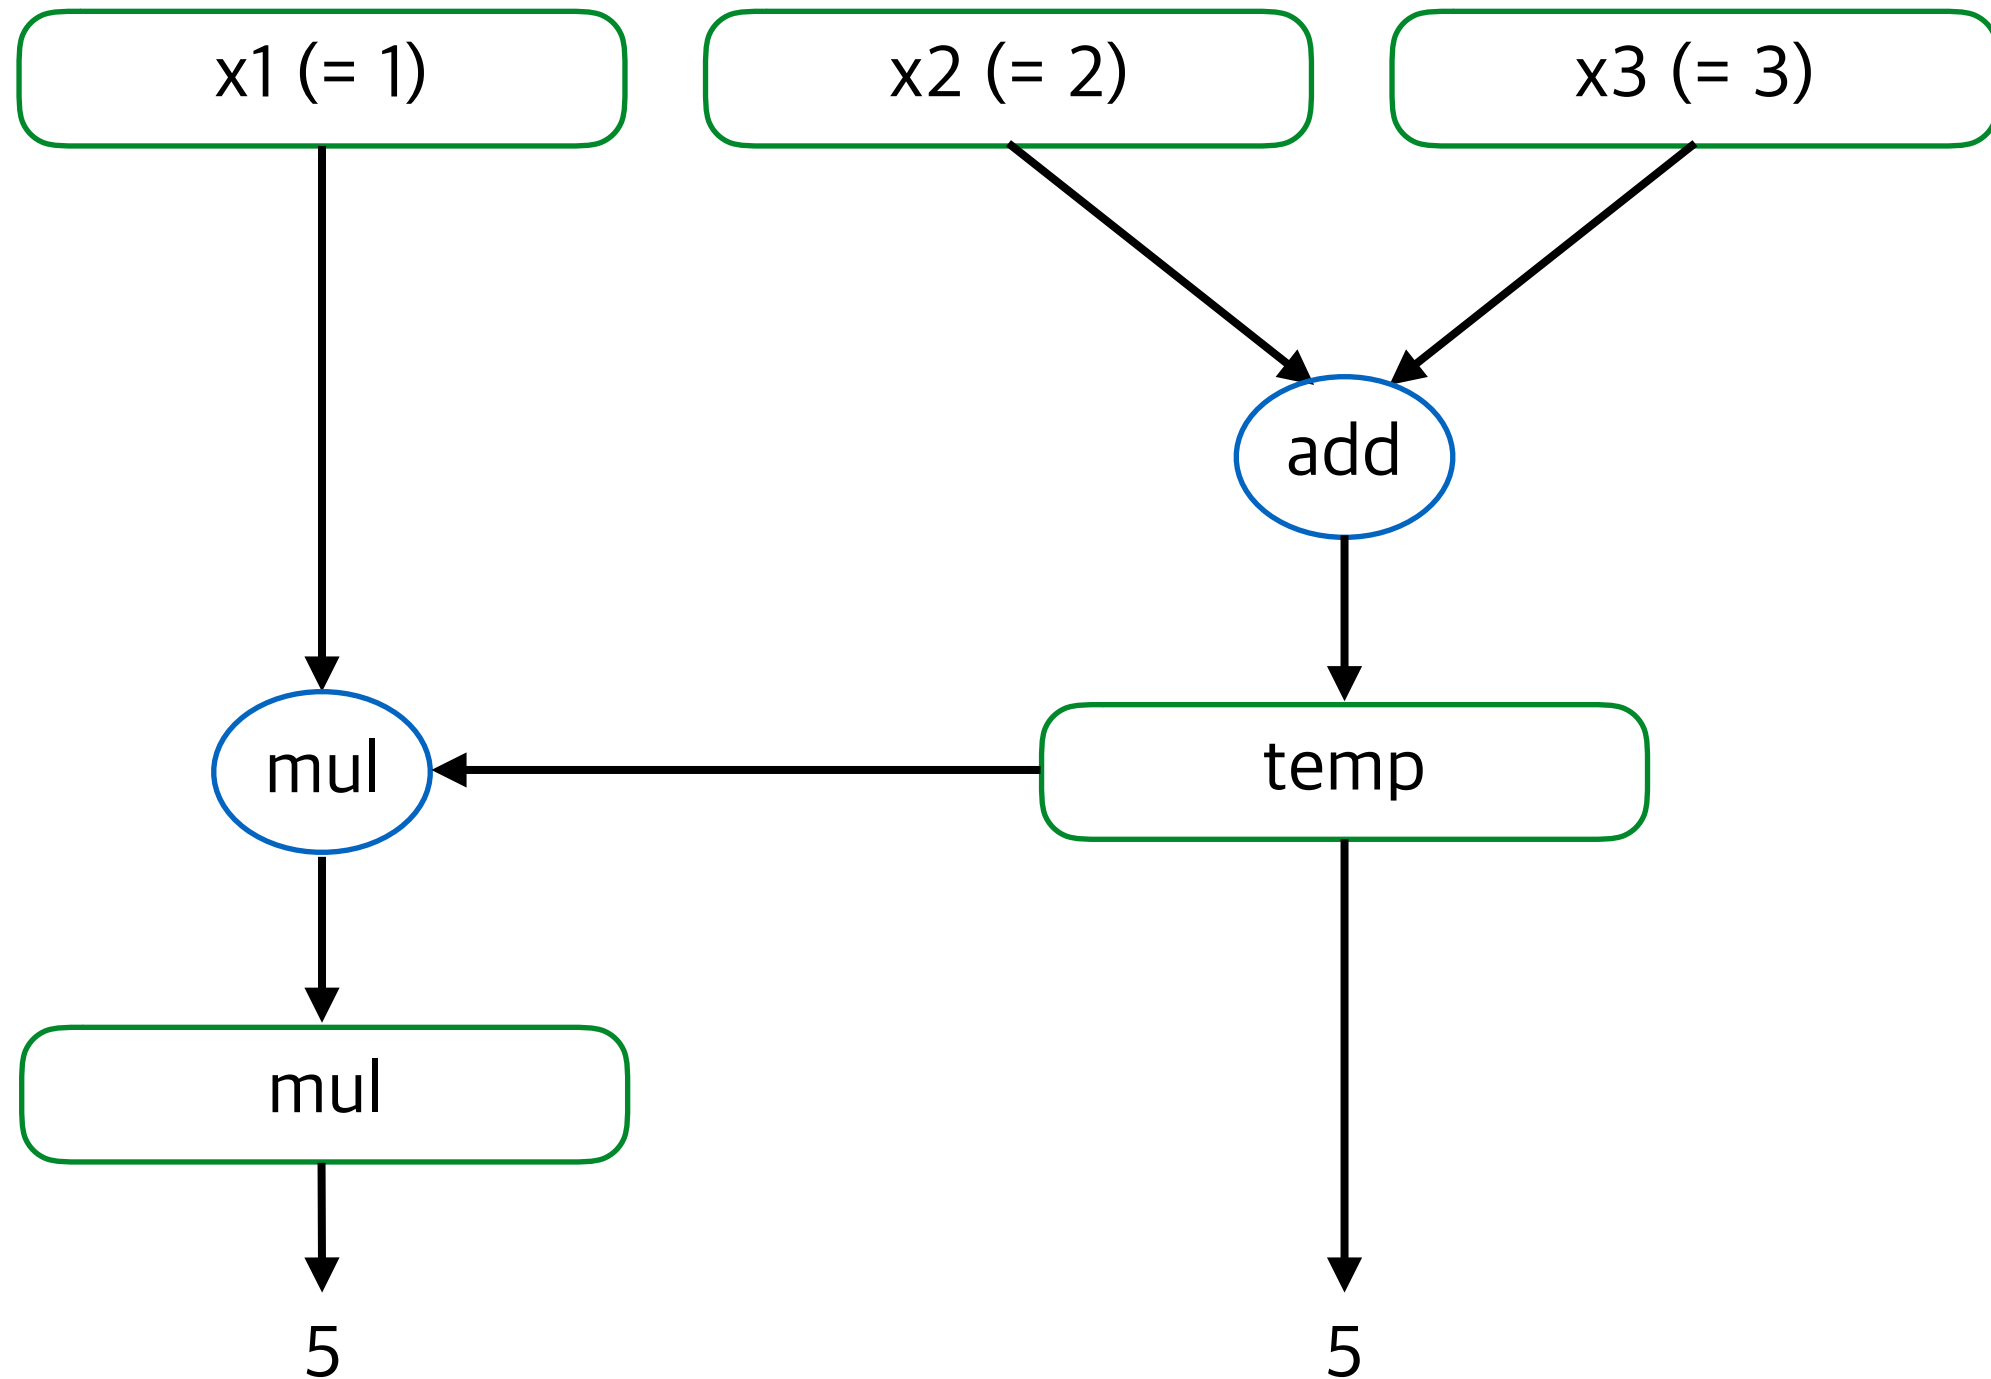 x1 (= 1)
x2 (= 2)
x3 (= 3)
add
mul
temp
mul
5
5